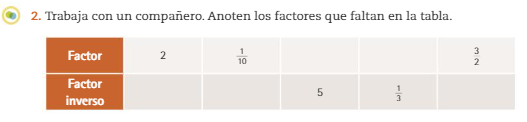 2. Trabaja con un compañero. Anoten los factores que faltan en la tabla.
Factor 2 1/10 3/2
Factor inverso 5 1/3